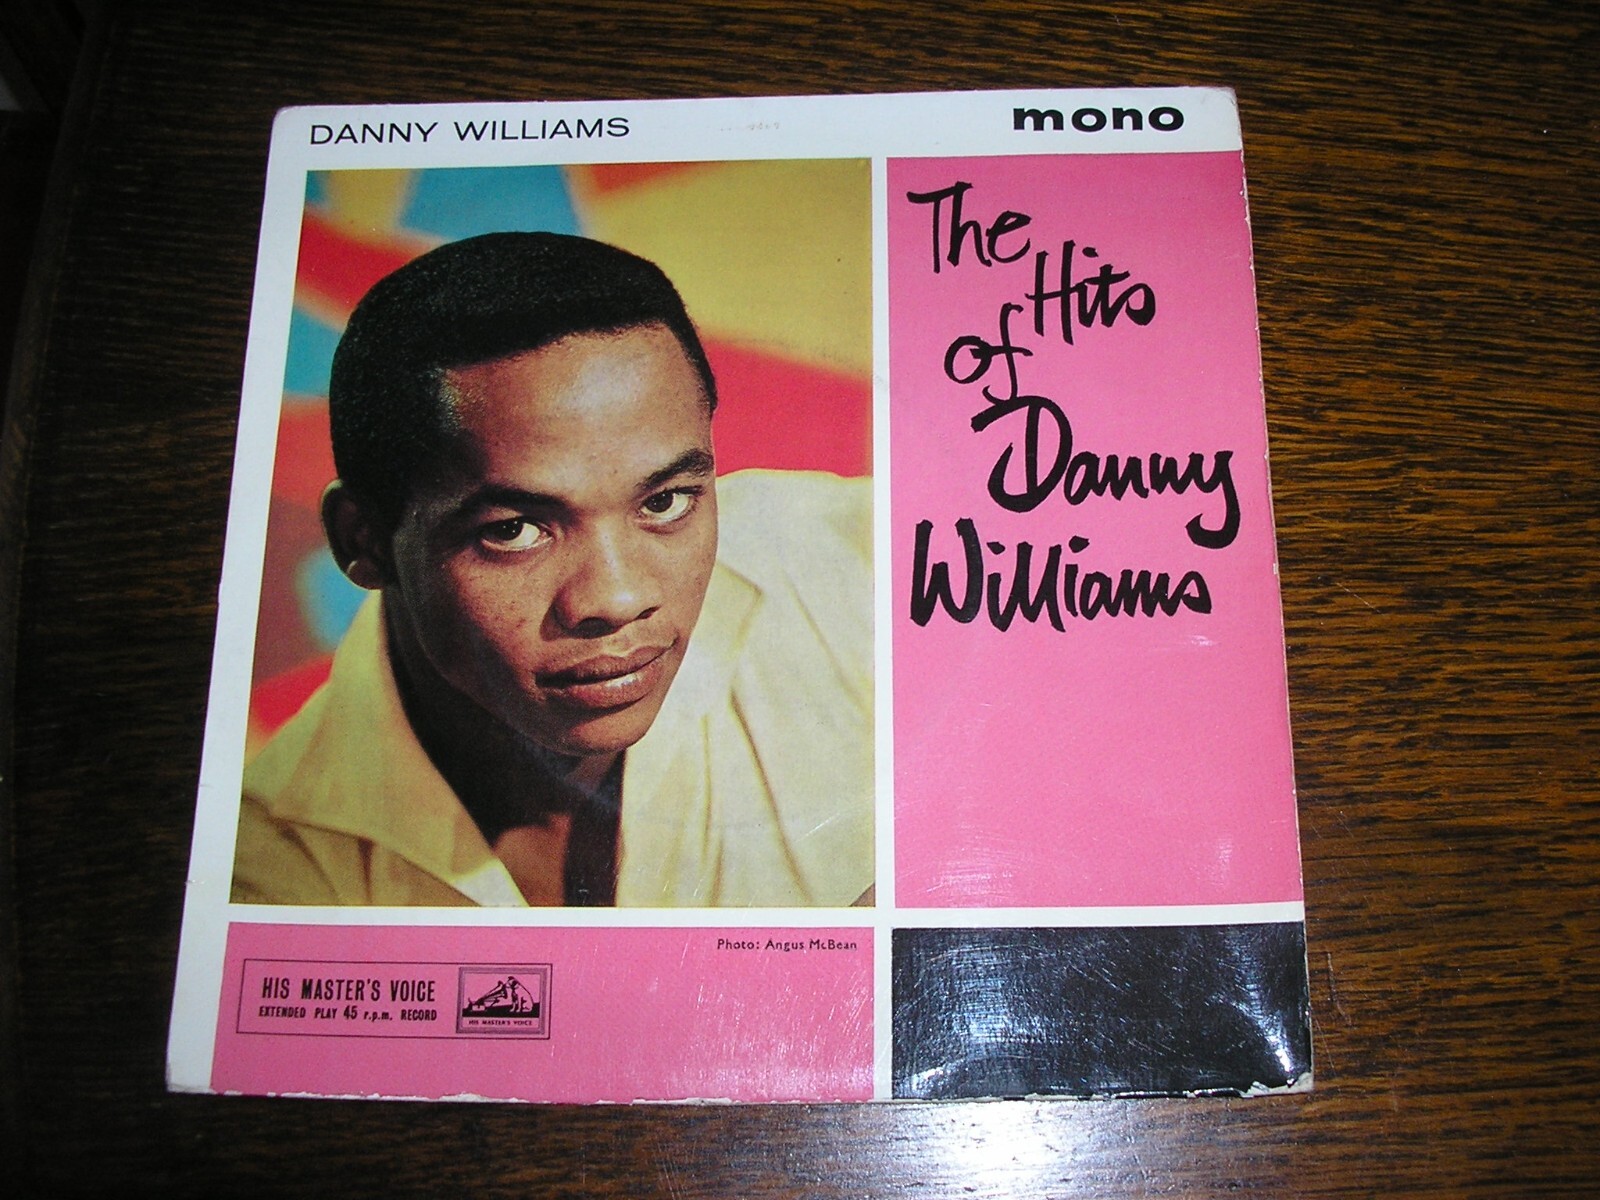 DANNY WILLIAMS
mono
The
Hits
of
Danny
Williams
Photo: Angus McBean
HIS MASTER'S VOICE
EXTENDED PLAY 45 r.p.m. RECORD
HIS MASTER'S VOICE